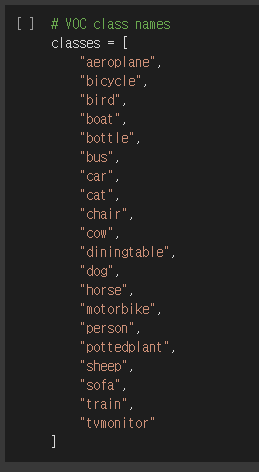 [ ] # VOC class names
classes = [
"aeroplane",
"bicycle",
"bird",
"boat",
"bottle",
"bus",
"car",
"cat",
"chair",
"cow",
"diningtable",
"dog",
"horse",
"motorbike",
"person",
"pottedplant",
"sheep",
"sofa",
"train",
"tvmonitor"
]